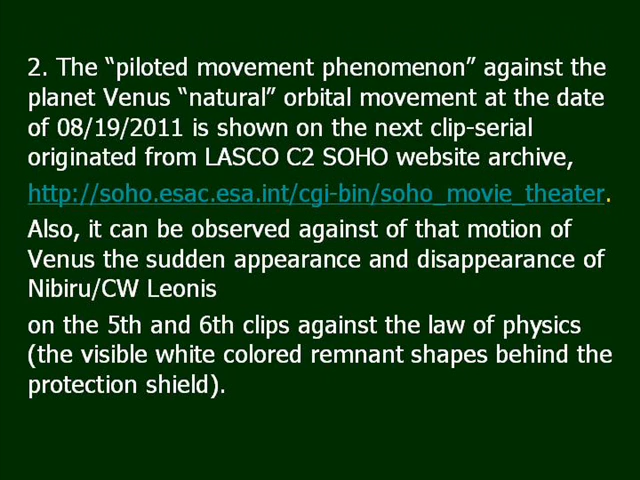 2. The “piloted movement phenomenon” against the
planet Venus “natural” orbital movement at the date
of 08/19/2011 is shown on the next clip-serial
originated from LASCO C2 SOHO website archive,
http://soho.esac.esa.int/cgi-bin/soho_movie_theater.
Also, it can be observed against of that motion of
Venus the sudden appearance and disappearance of
Nibiru/CW Leonis
on the 5th and 6th clips against the law of physics
(the visible white colored remnant shapes behind the
protection shield).